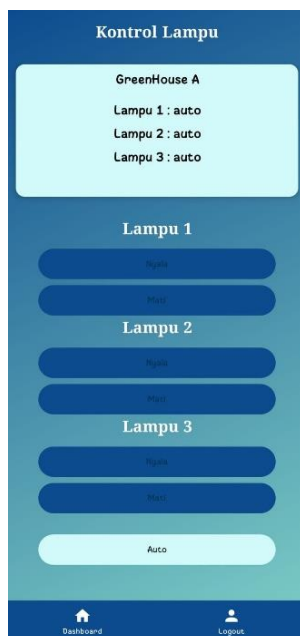 Kontrol Lampu
GreenHouse A
Lampu 1 : auto
Lampu 2 : auto
Lampu 3 : auto
Lampu 1
Nyala
Mati
Lampu 2
Nyala
Mati
Lampu 3
Nyala
Mati
Auto
Dashboard
Logout